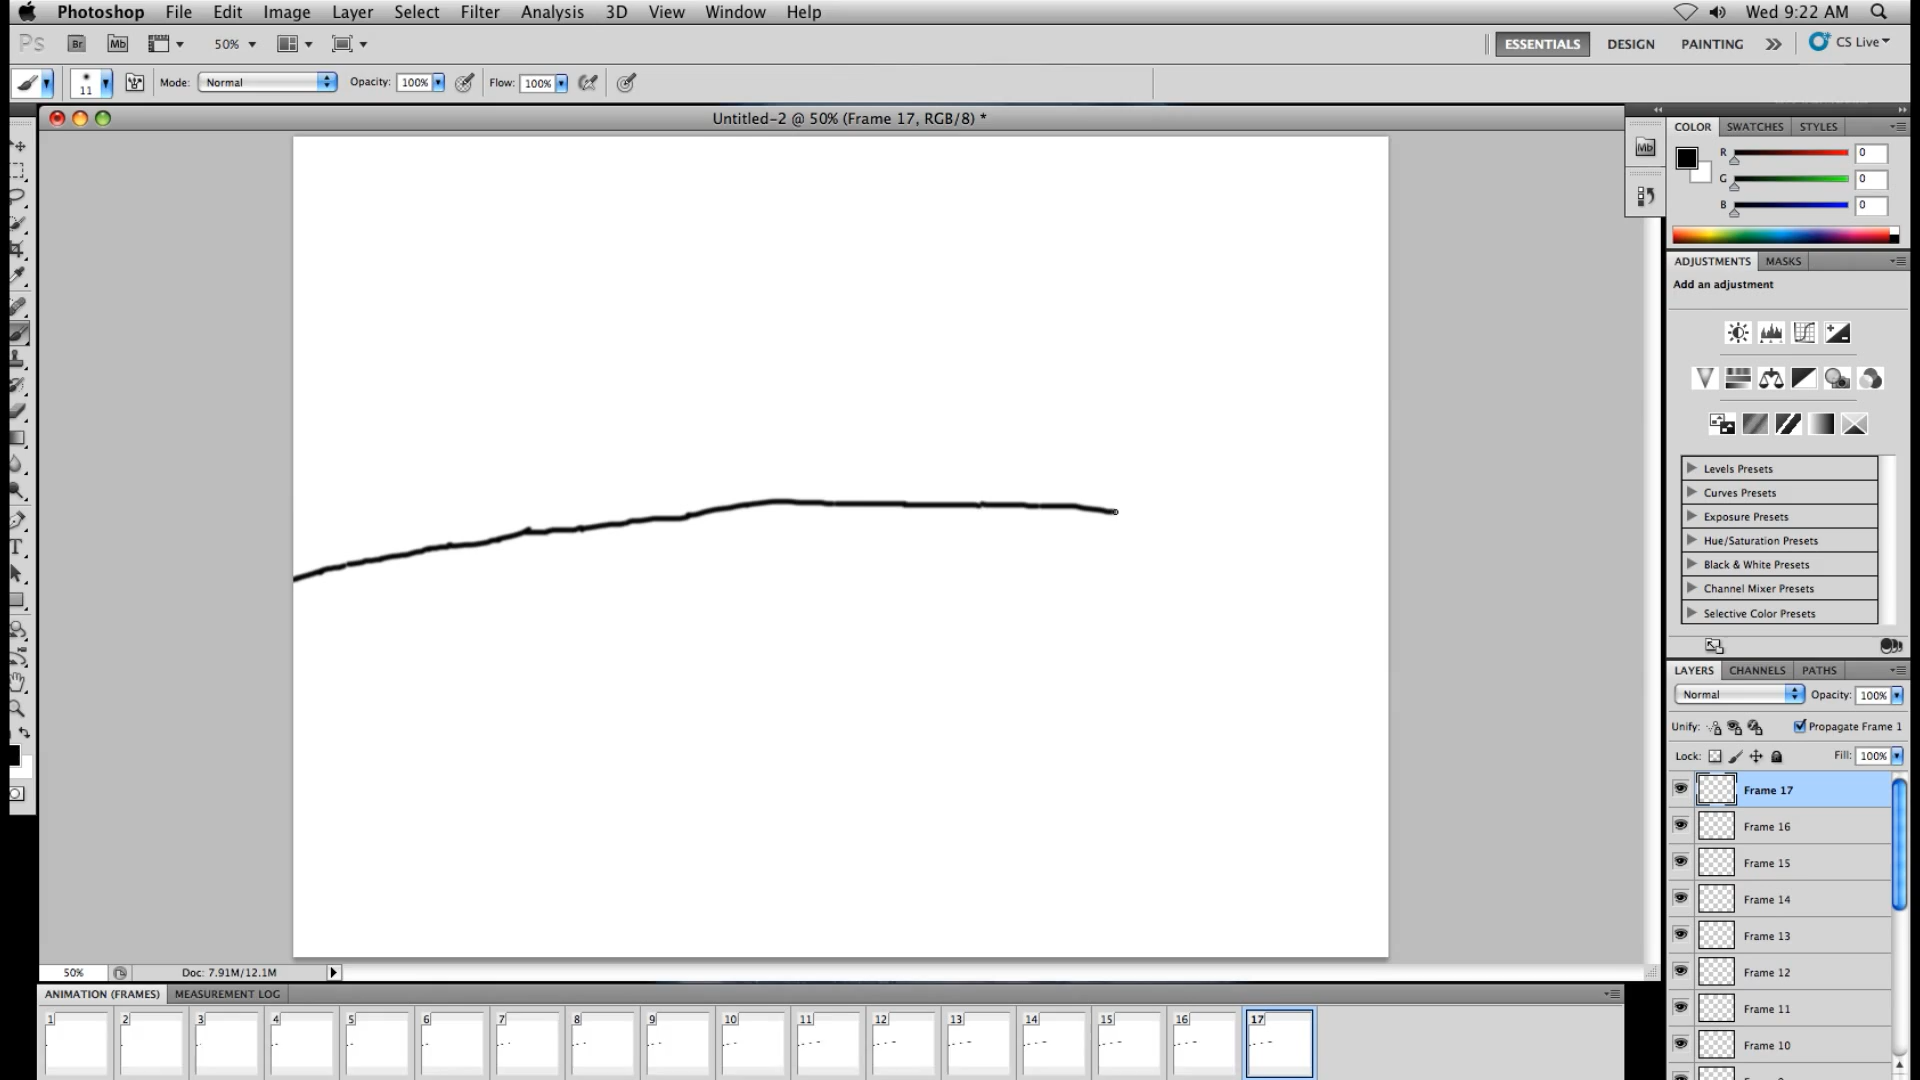 Photoshop File Edit Image Layer Select Filter Analysis 3D View Window Help Wed 9:22 AM
Ps Br Mb 50% ESSENTIALS DESIGN PAINTING CS Live
11 Mode: Normal Opacity: 100% Flow: 100%
Untitled-2 @ 50% (Frame 17, RGB/8) *
Mb
COLOR SWATCHES STYLES
R 0
G 0
B 0
ADJUSTMENTS MASKS
Add an adjustment
Levels Presets
Curves Presets
Exposure Presets
Hue/Saturation Presets
Black & White Presets
Channel Mixer Presets
Selective Color Presets
LAYERS CHANNELS PATHS
Normal Opacity: 100%
Unify: Propagate Frame 1
Lock: Fill: 100%
Frame 17
Frame 16
Frame 15
Frame 14
Frame 13
Frame 12
Frame 11
Frame 10
T
50% Doc: 7.91M/12.1M
ANIMATION (FRAMES) MEASUREMENT LOG
1 2 3 4 5 6 7 8 9 10 11 12 13 14 15 16 17